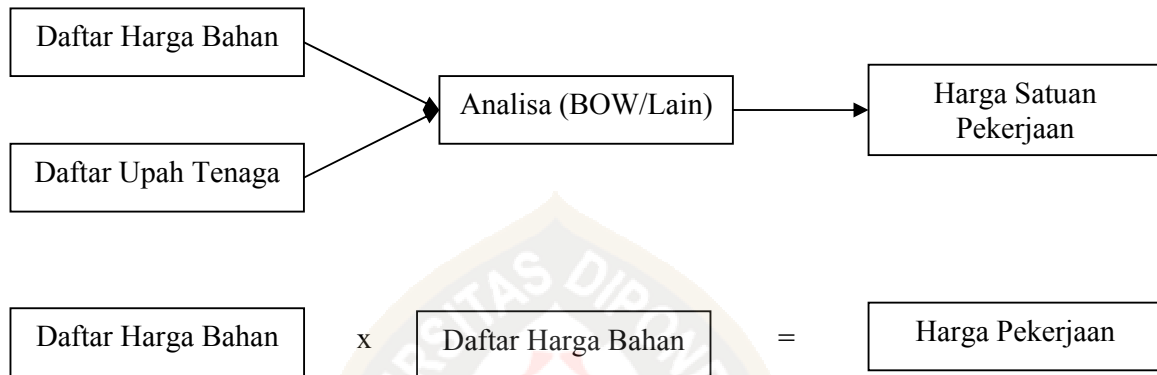 Daftar Harga Bahan
Analisa (BOW/Lain)
Harga Satuan
Pekerjaan
Daftar Upah Tenaga
Daftar Harga Bahan x Daftar Harga Bahan = Harga Pekerjaan